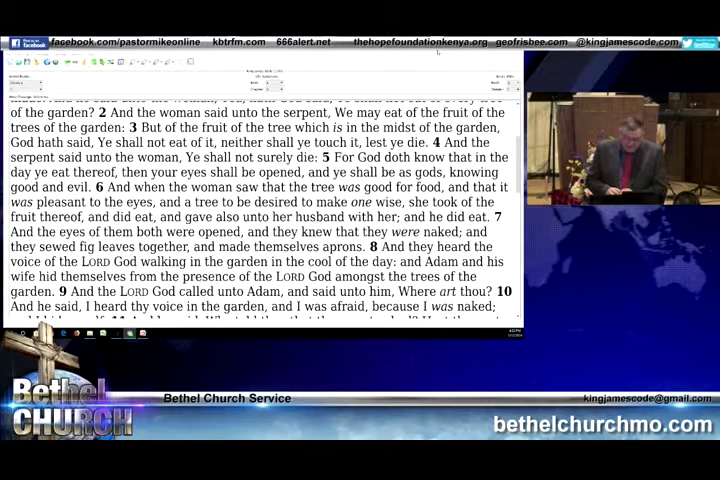 Find us on facebook
facebook.com/pastormikeonline kbtrfm.com 666alert.net thehopefoundationkenya.org geofrisbee.com @kingjamescode.com twitter
of the garden? 2 And the woman said unto the serpent, We may eat of the fruit of the
trees of the garden: 3 But of the fruit of the tree which is in the midst of the garden,
God hath said, Ye shall not eat of it, neither shall ye touch it, lest ye die. 4 And the
serpent said unto the woman, Ye shall not surely die: 5 For God doth know that in the
day ye eat thereof, then your eyes shall be opened, and ye shall be as gods, knowing
good and evil. 6 And when the woman saw that the tree was good for food, and that it
was pleasant to the eyes, and a tree to be desired to make one wise, she took of the
fruit thereof, and did eat, and gave also unto her husband with her; and he did eat. 7
And the eyes of them both were opened, and they knew that they were naked; and
they sewed fig leaves together, and made themselves aprons. 8 And they heard the
voice of the LORD God walking in the garden in the cool of the day: and Adam and his
wife hid themselves from the presence of the LORD God amongst the trees of the
garden. 9 And the LORD God called unto Adam, and said unto him, Where art thou? 10
And he said, I heard thy voice in the garden, and I was afraid, because I was naked;
Bethel
CHURCH
Bethel Church Service
kingjamescode@gmail.com
bethelchurchmo.com